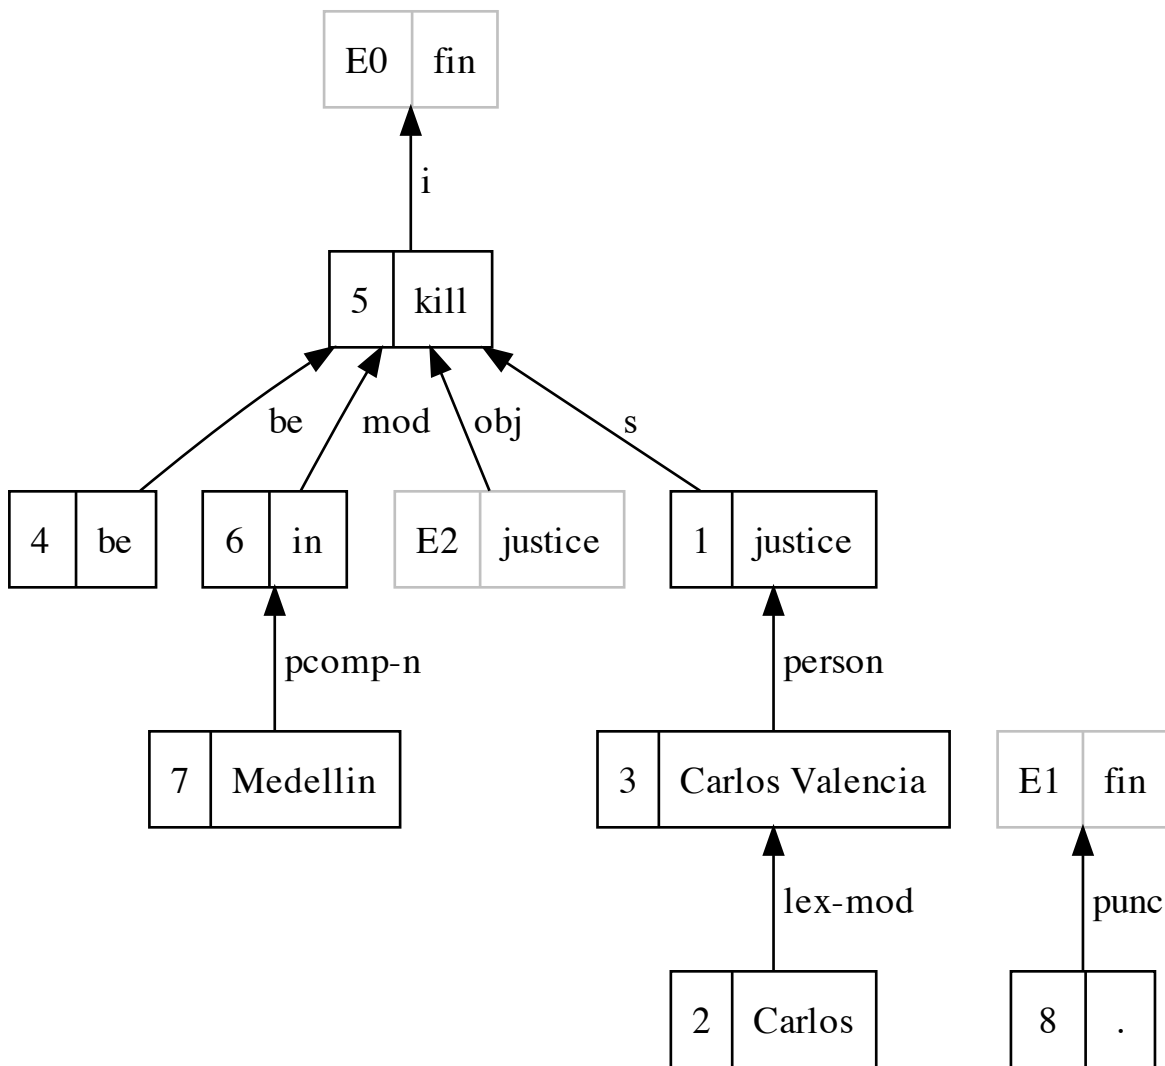 E0 fin
i
5 kill
be mod obj s
4 be 6 in E2 justice 1 justice
pcomp-n person
7 Medellin 3 Carlos Valencia E1 fin
lex-mod punc
2 Carlos 8 .